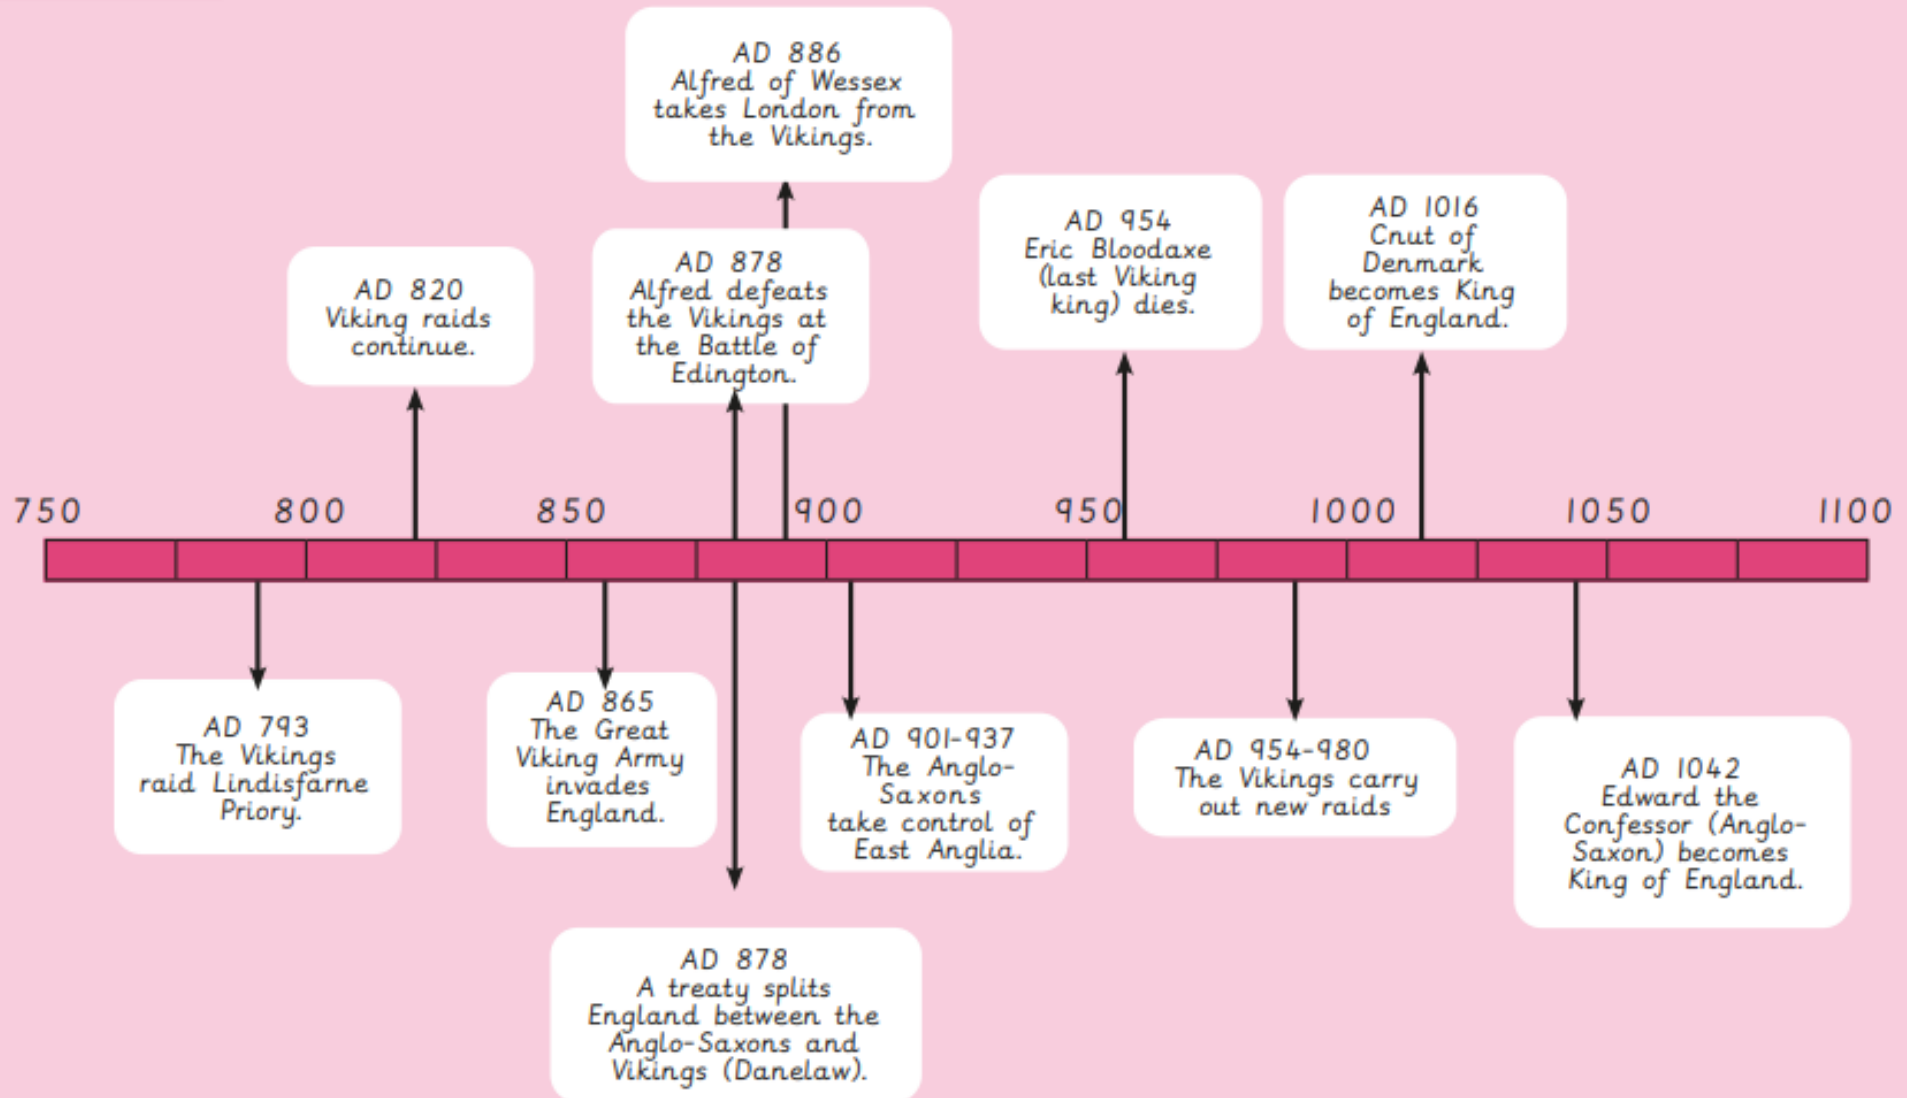 AD 886
Alfred of Wessex
takes London from
the Vikings.
AD 820
Viking raids
continue.
AD 878
Alfred defeats
the Vikings at
the Battle of
Edington.
AD 954
Eric Bloodaxe
(last Viking
king) dies.
AD 1016
Cnut of
Denmark
becomes King
of England.
750 800 850 900 950 1000 1050 1100
AD 793
The Vikings
raid Lindisfarne
Priory.
AD 865
The Great
Viking Army
invades
England.
AD 901-937
The Anglo-
Saxons
take control of
East Anglia.
AD 954-980
The Vikings carry
out new raids
AD 1042
Edward the
Confessor (Anglo-
Saxon) becomes
King of England.
AD 878
A treaty splits
England between the
Anglo-Saxons and
Vikings (Danelaw).